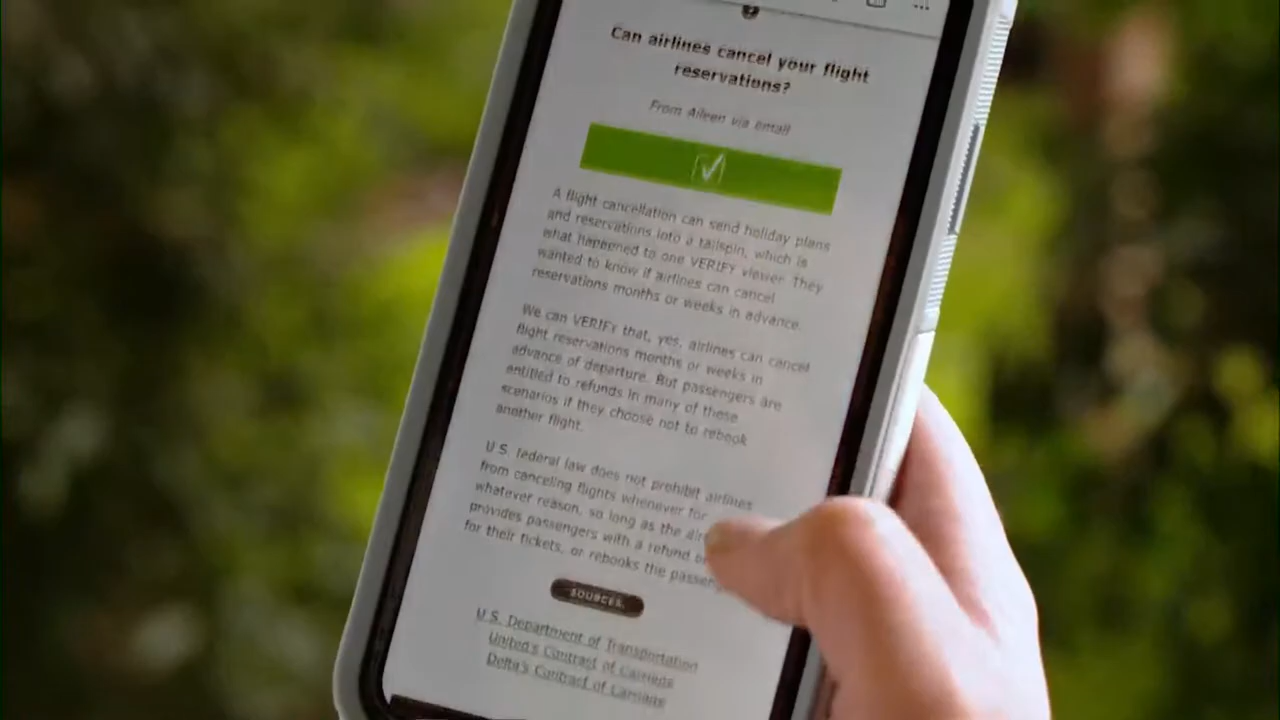 Can airlines cancel your flight
reservations?
From Aileen via email
A flight cancellation can send holiday plans
and reservations into a tailspin, which is
what happened to one VERIFY viewer. They
wanted to know if airlines can cancel
reservations months or weeks in advance.
We can VERIFY that, yes, airlines can cancel
flight reservations months or weeks in
advance of departure. But passengers are
entitled to refunds in many of those
scenarios if they choose not to rebook
another flight.
U.S. federal law does not prohibit airlines
from canceling flights whenever for
whatever reason, so long as the
provides passengers with a refund
for their tickets, or rebooks the
SOURCES
U.S. Department of Transportation
United's Contract of Carriage
Delta's Contract of Carriage